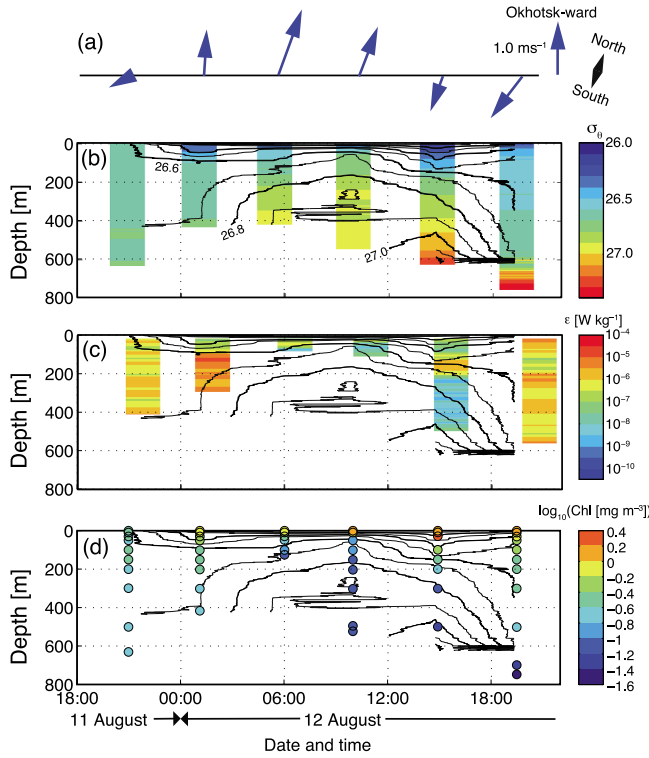 Okhotsk-ward
(a)
1.0 ms⁻¹
North
South
(b)
Depth [m]
0
200
400
600
800
26.6
26.8
27.0
σθ
26.0
26.5
27.0
(c)
Depth [m]
0
200
400
600
800
ε [W kg⁻¹]
10⁻⁴
10⁻⁵
10⁻⁶
10⁻⁷
10⁻⁸
10⁻⁹
10⁻¹⁰
(d)
Depth [m]
0
200
400
600
800
log₁₀(Chl [mg m⁻³])
0.4
0.2
0
−0.2
−0.4
−0.6
−0.8
−1
−1.2
−1.4
−1.6
18:00 00:00 06:00 12:00 18:00
11 August 12 August
Date and time